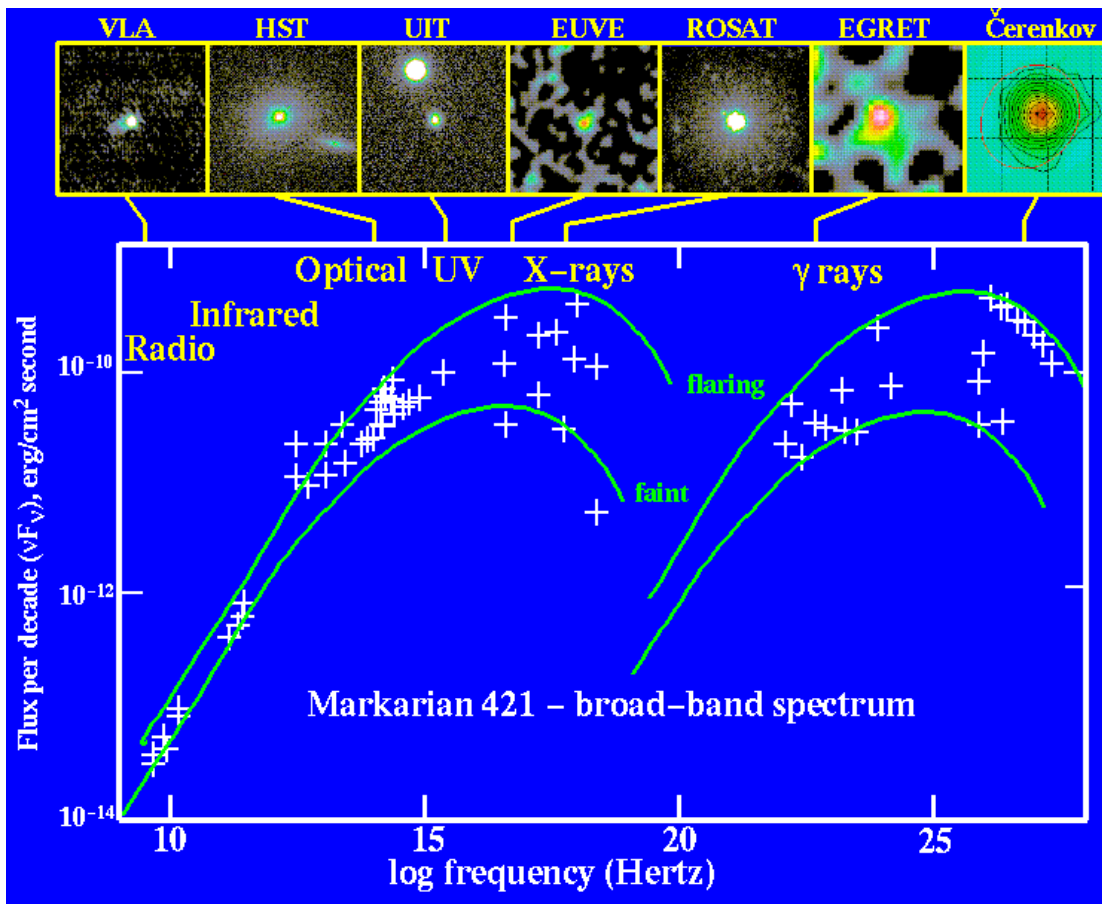 VLA HST UIT EUVE ROSAT EGRET Čerenkov
Optical UV X-rays γ rays
Infrared
Radio
flaring
faint
Markarian 421 – broad-band spectrum
Flux per decade (νFν), erg/cm² second
10⁻¹⁰
10⁻¹²
10⁻¹⁴
10 15 20 25
log frequency (Hertz)